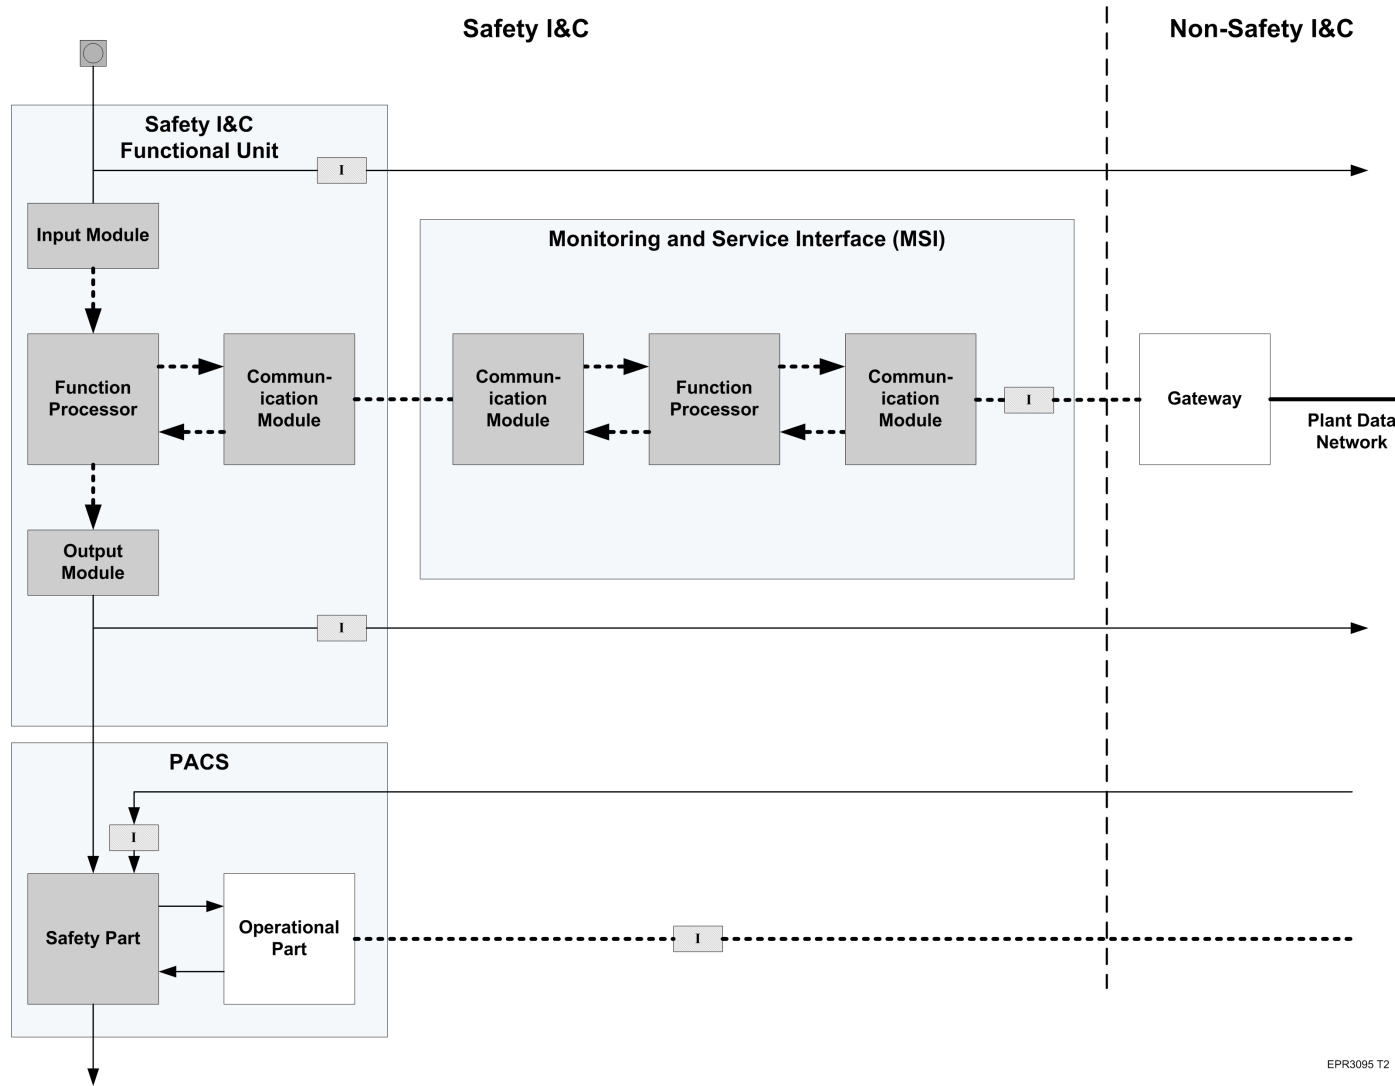 Safety I&C
Non-Safety I&C
Safety I&C
Functional Unit
I
Input Module
Monitoring and Service Interface (MSI)
Function
Processor
Commun-
ication
Module
Commun-
ication
Module
Function
Processor
Commun-
ication
Module
I
Gateway
Plant Data
Network
Output
Module
I
PACS
I
Safety Part
Operational
Part
I
EPR3095 T2